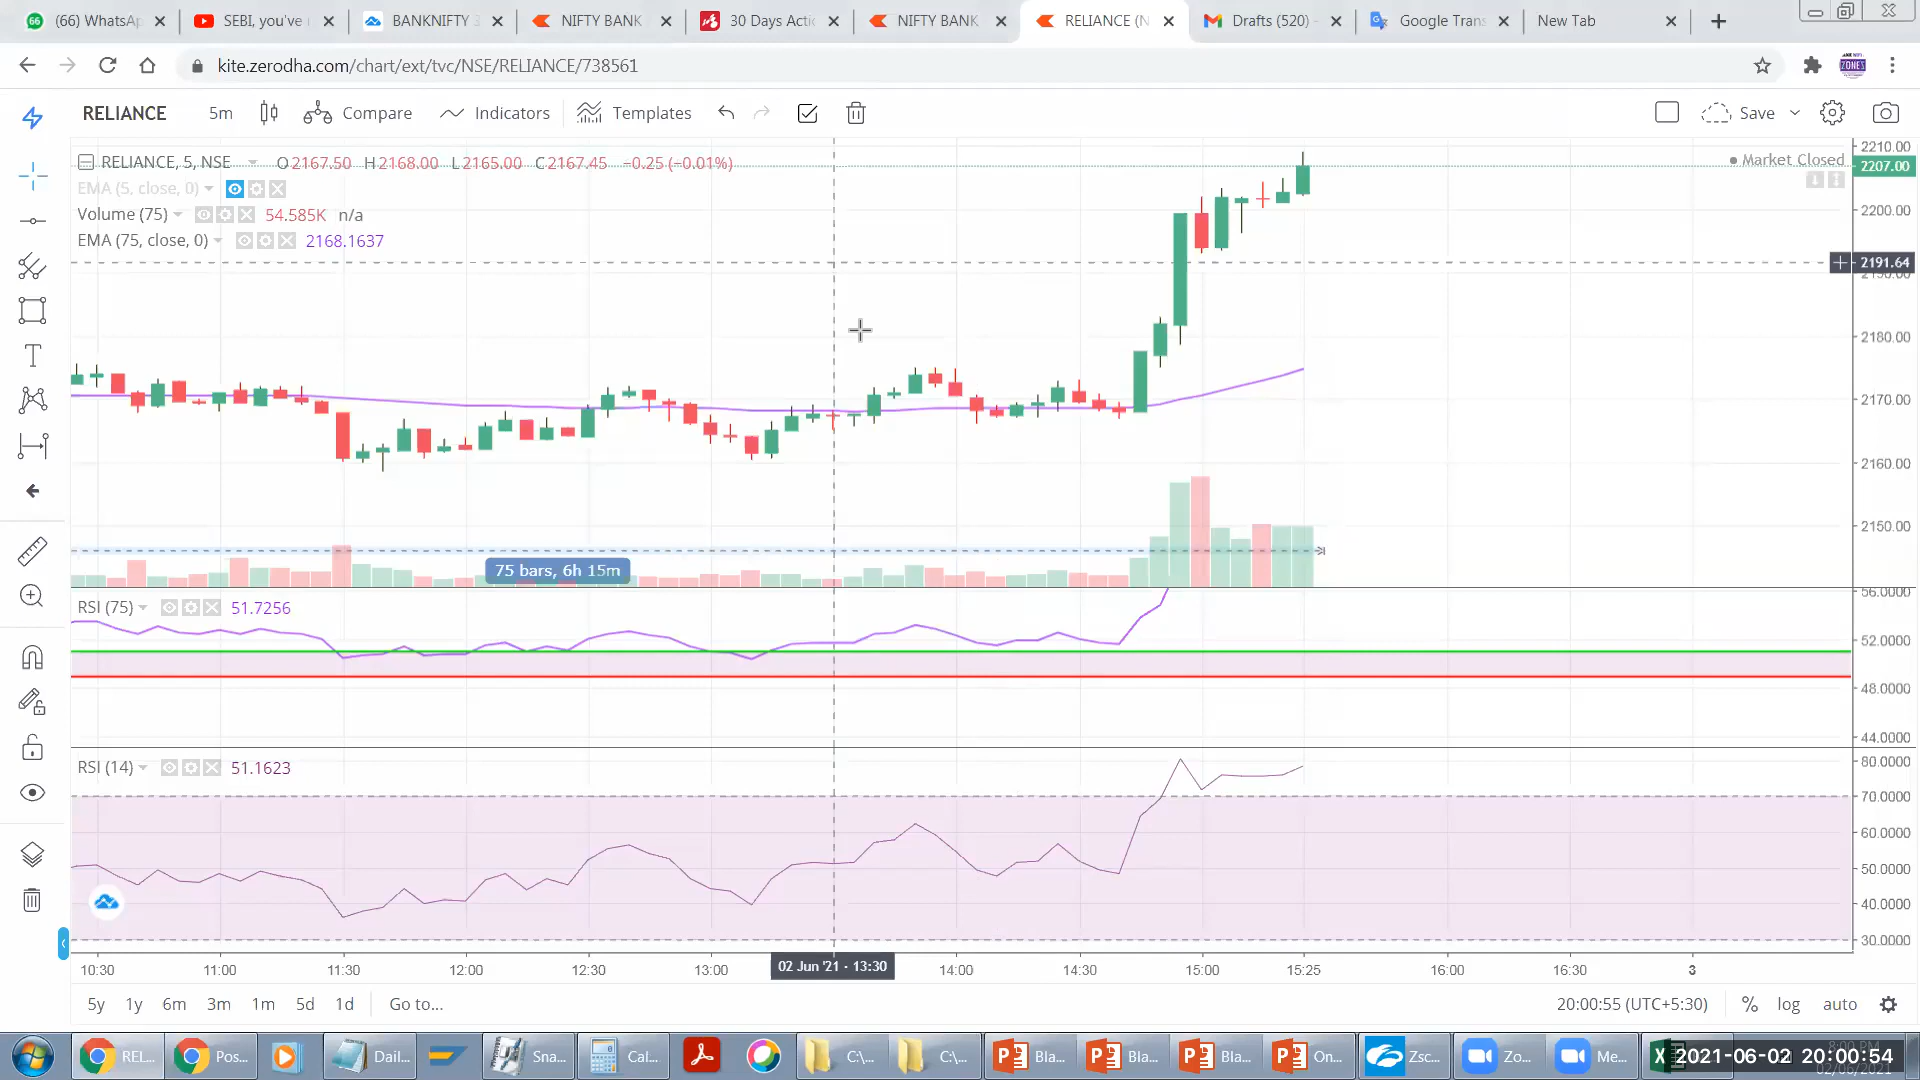 (66) WhatsAp
SEBI, you've
BANKNIFTY
NIFTY BANK
30 Days Actio
NIFTY BANK
RELIANCE (N
Drafts (520) -
Google Trans
New Tab
kite.zerodha.com/chart/ext/tvc/NSE/RELIANCE/738561
RELIANCE 5m Compare Indicators Templates Save
RELIANCE, 5, NSE O2167.50 H2168.00 L2165.00 C2167.45 −0.25 (−0.01%)
Market Closed
EMA (5, close, 0)
Volume (75) 54.585K n/a
EMA (75, close, 0) 2168.1637
2210.00
2207.00
2200.00
2191.64
2190.00
2180.00
2170.00
2160.00
2150.00
75 bars, 6h 15m
RSI (75) 51.7256
56.0000
52.0000
48.0000
44.0000
RSI (14) 51.1623
80.0000
70.0000
60.0000
50.0000
40.0000
30.0000
10:30 11:00 11:30 12:00 12:30 13:00 02 Jun '21 · 13:30 14:00 14:30 15:00 15:25 16:00 16:30 3
5y 1y 6m 3m 1m 5d 1d Go to... 20:00:55 (UTC+5:30) % log auto
REL...
Pos...
Dail...
Sna...
Cal...
C:\...
C:\...
Bla...
Bla...
Bla...
On...
Zsc...
Zo...
Me...
2021-06-02 20:00:54